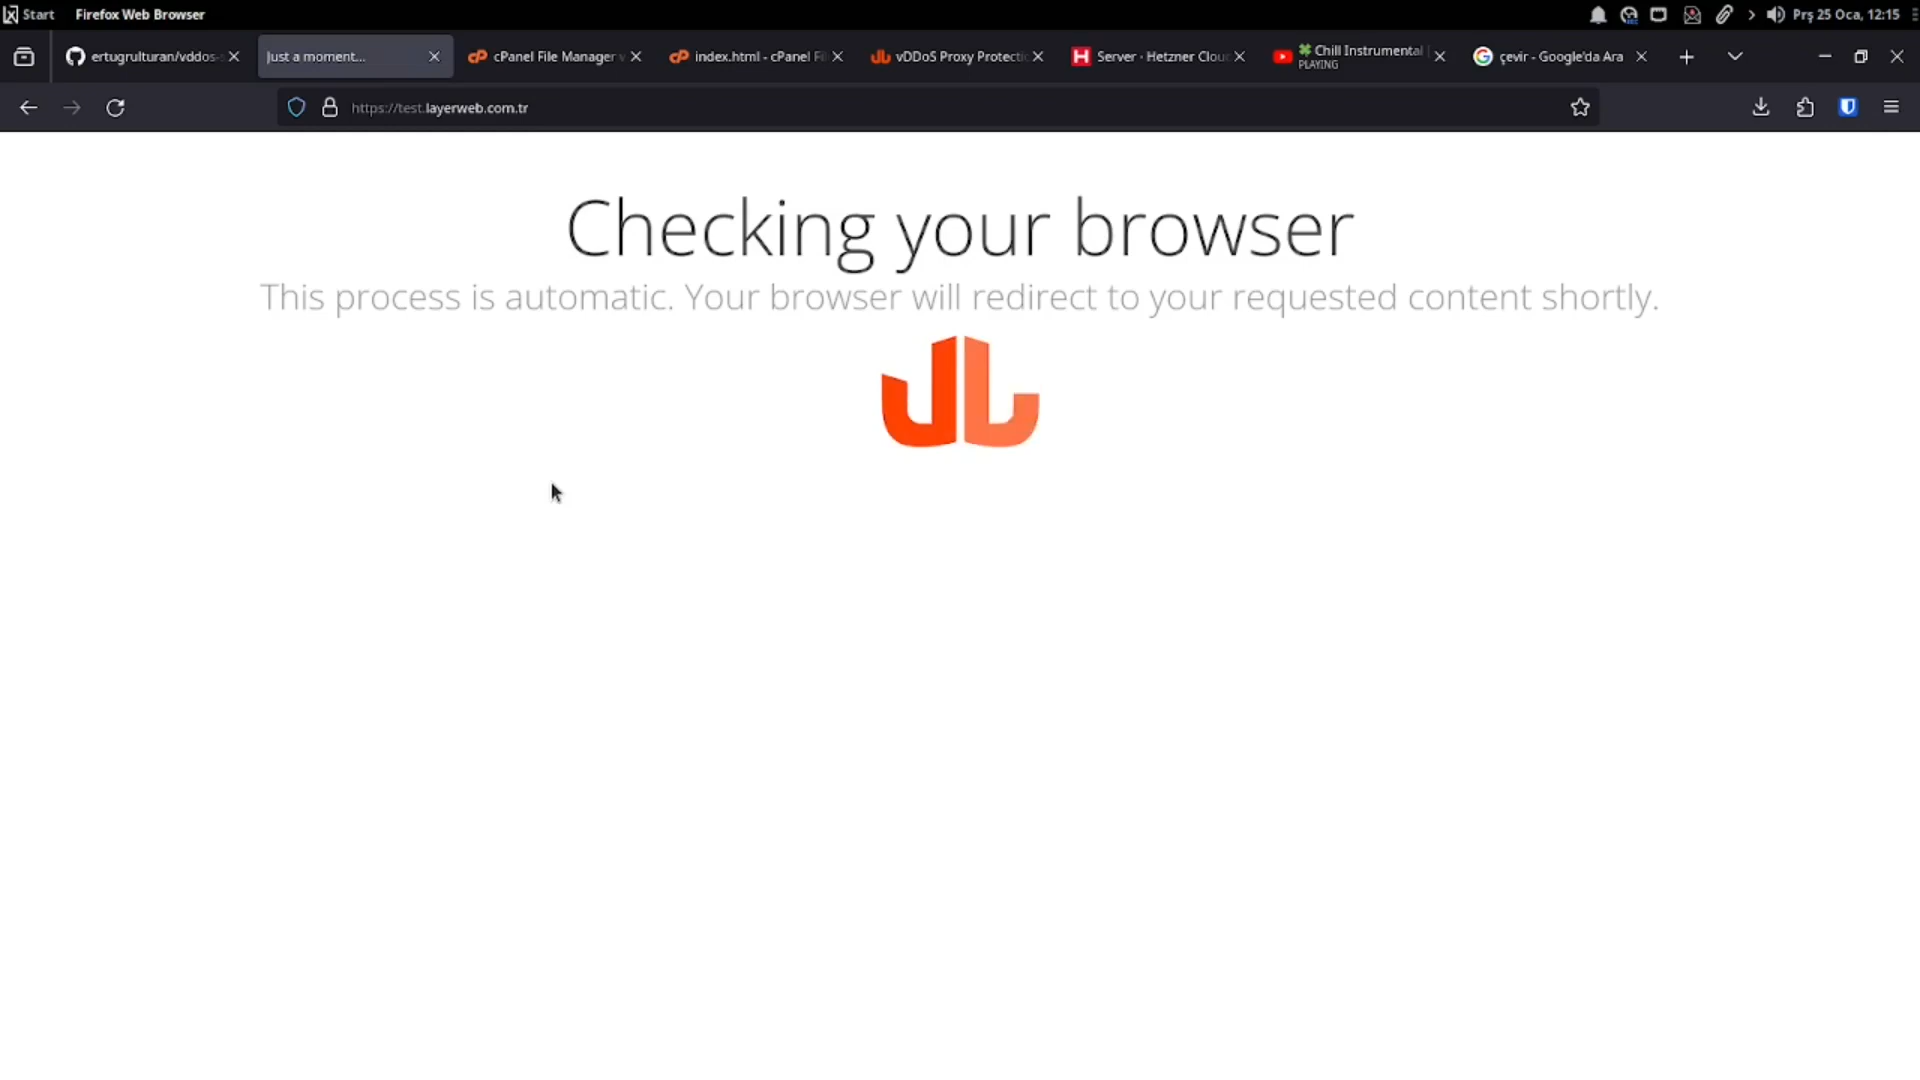 Start Firefox Web Browser Prş 25 Oca, 12:15
ertugrulturan/vddos- Just a moment... cPanel File Manager v index.html - cPanel Fi vDDoS Proxy Protecti Server · Hetzner Clou Chill Instrumental çevir - Google'da Ara
PLAYING
https://test.layerweb.com.tr
Checking your browser
This process is automatic. Your browser will redirect to your requested content shortly.